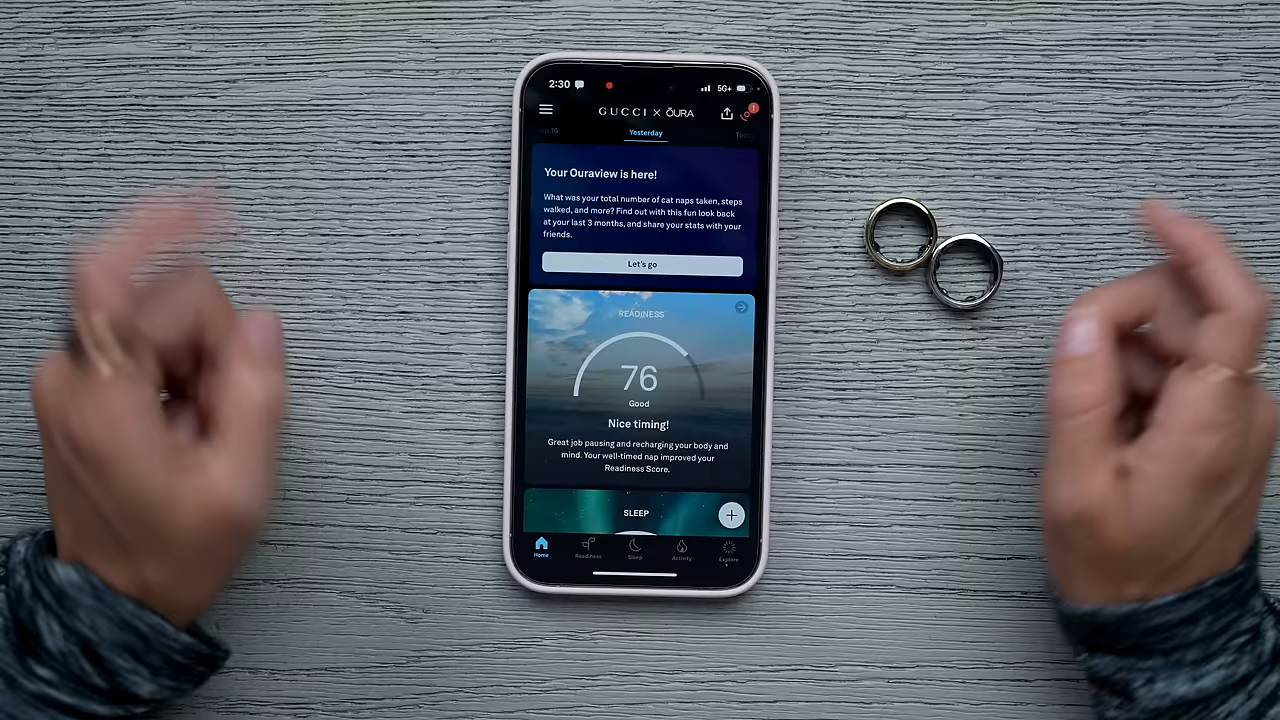 2:30
5G+
GUCCI X ŌURA
!
Sep 16
Yesterday
Today
Your Ouraview is here!
What was your total number of cat naps taken, steps
walked, and more? Find out with this fun look back
at your last 3 months, and share your stats with your
friends.
Let's go
READINESS
76
Good
Nice timing!
Great job pausing and recharging your body and
mind. Your well-timed nap improved your
Readiness Score.
SLEEP
Home Readiness Sleep Activity Explore